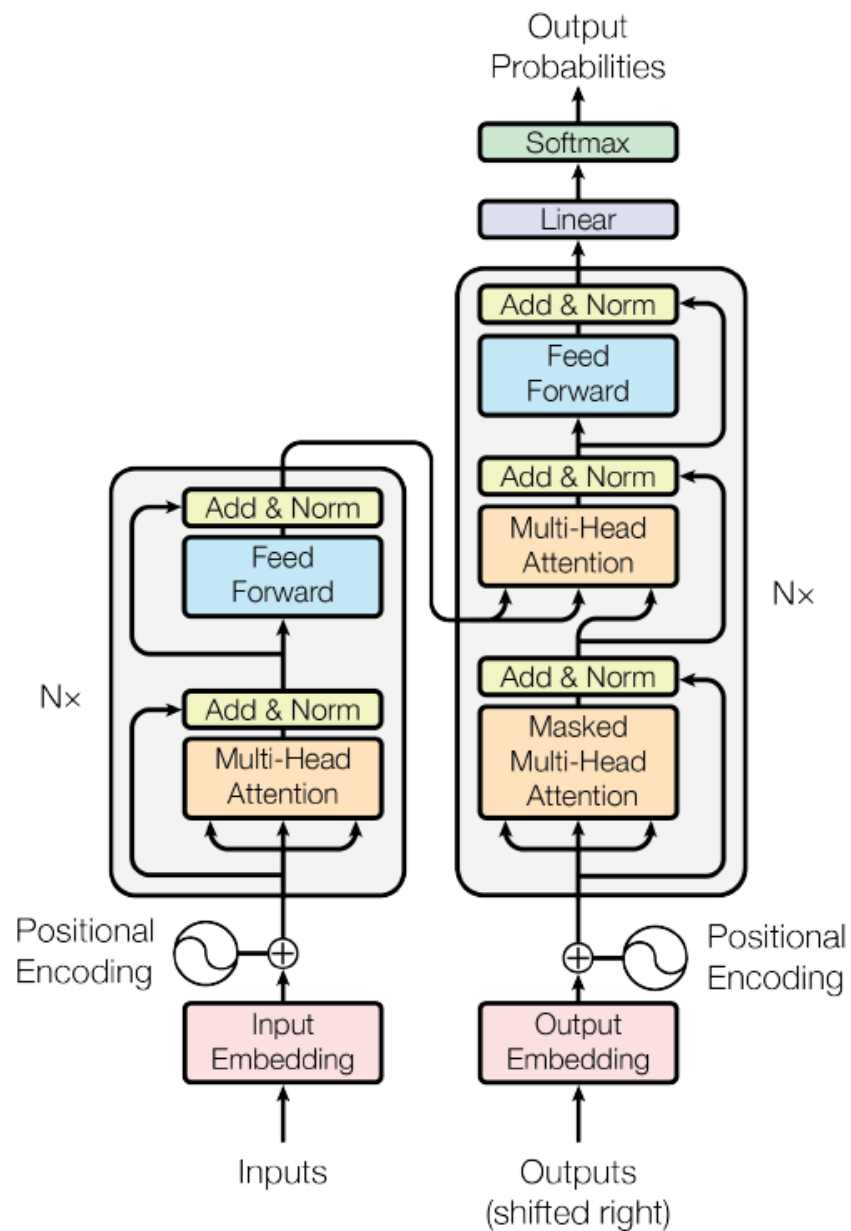 Output
Probabilities
Softmax
Linear
Add & Norm
Feed
Forward
Add & Norm
Multi-Head
Attention
Add & Norm
Masked
Multi-Head
Attention
N×
Add & Norm
Feed
Forward
Add & Norm
Multi-Head
Attention
N×
Positional
Encoding
Positional
Encoding
Input
Embedding
Output
Embedding
Inputs
Outputs
(shifted right)